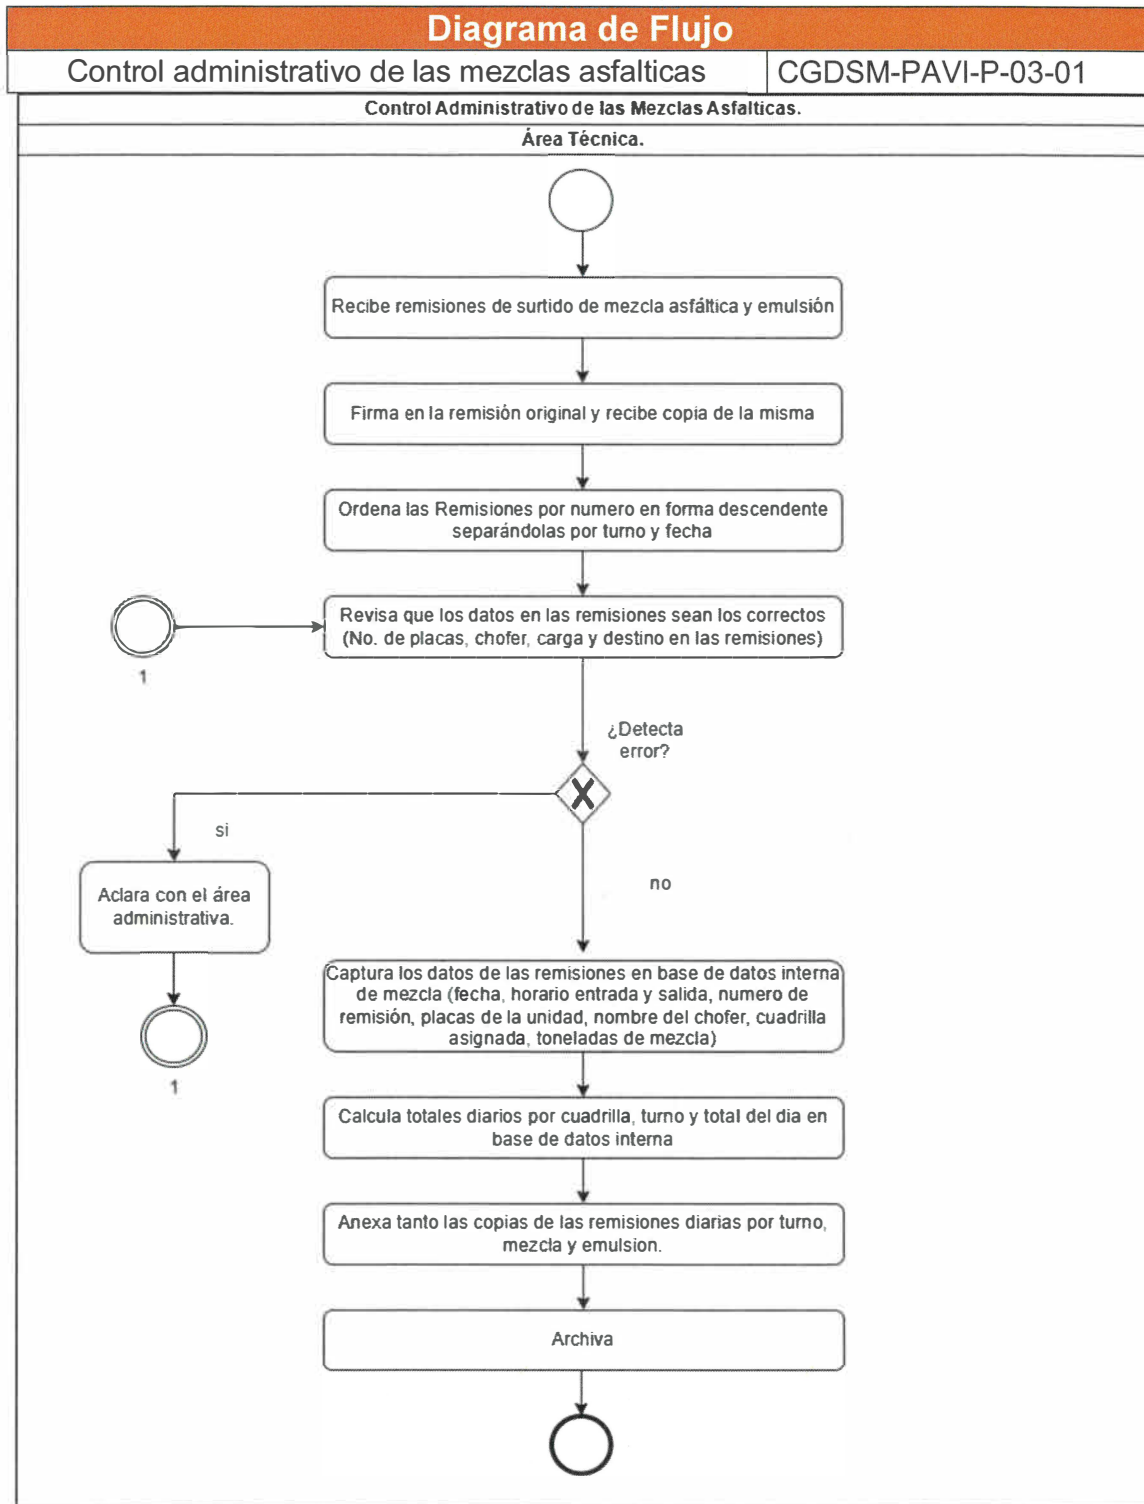 Diagrama de Flujo
Control administrativo de las mezclas asfalticas
CGDSM-PAVI-P-03-01
Control Administrativo de las Mezclas Asfalticas.
Área Técnica.
Recibe remisiones de surtido de mezcla asfáltica y emulsión
Firma en la remisión original y recibe copia de la misma
Ordena las Remisiones por numero en forma descendente
separándolas por turno y fecha
Revisa que los datos en las remisiones sean los correctos
(No. de placas, chofer, carga y destino en las remisiones)
1
¿Detecta
error?
X
si
no
Aclara con el área
administrativa.
1
Captura los datos de las remisiones en base de datos interna
de mezcla (fecha, horario entrada y salida, numero de
remisión, placas de la unidad, nombre del chofer, cuadrilla
asignada, toneladas de mezcla)
Calcula totales diarios por cuadrilla, turno y total del dia en
base de datos interna
Anexa tanto las copias de las remisiones diarias por turno,
mezcla y emulsion.
Archiva